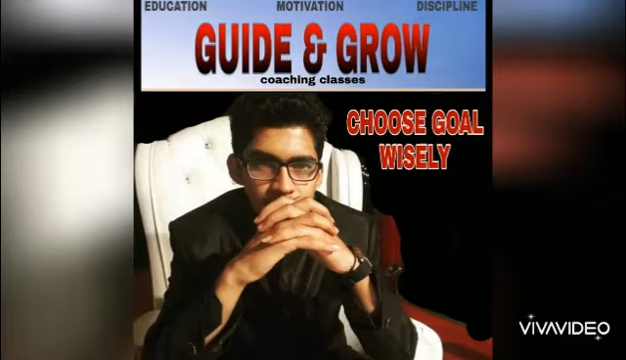 EDUCATION MOTIVATION DISCIPLINE
GUIDE & GROW
coaching classes
CHOOSE GOAL
WISELY
VIVAVIDEO